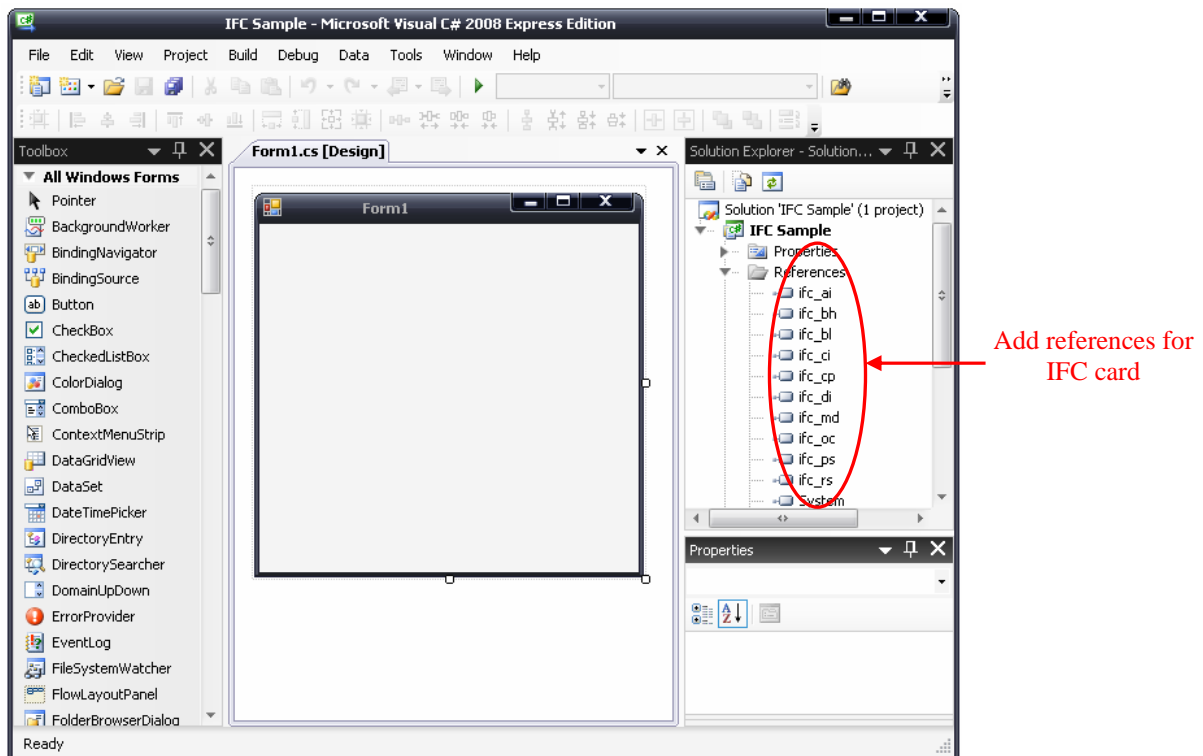 IFC Sample - Microsoft Visual C# 2008 Express Edition
File Edit View Project Build Debug Data Tools Window Help
Toolbox
All Windows Forms
Pointer
BackgroundWorker
BindingNavigator
BindingSource
Button
CheckBox
CheckedListBox
ColorDialog
ComboBox
ContextMenuStrip
DataGridView
DataSet
DateTimePicker
DirectoryEntry
DirectorySearcher
DomainUpDown
ErrorProvider
EventLog
FileSystemWatcher
FlowLayoutPanel
FolderBrowserDialog
Form1.cs [Design]
Form1
Solution Explorer - Solution...
Solution 'IFC Sample' (1 project)
IFC Sample
Properties
References
ifc_ai
ifc_bh
ifc_bl
ifc_ci
ifc_cp
ifc_di
ifc_md
ifc_oc
ifc_ps
ifc_rs
System
Properties
Add references for
IFC card
Ready